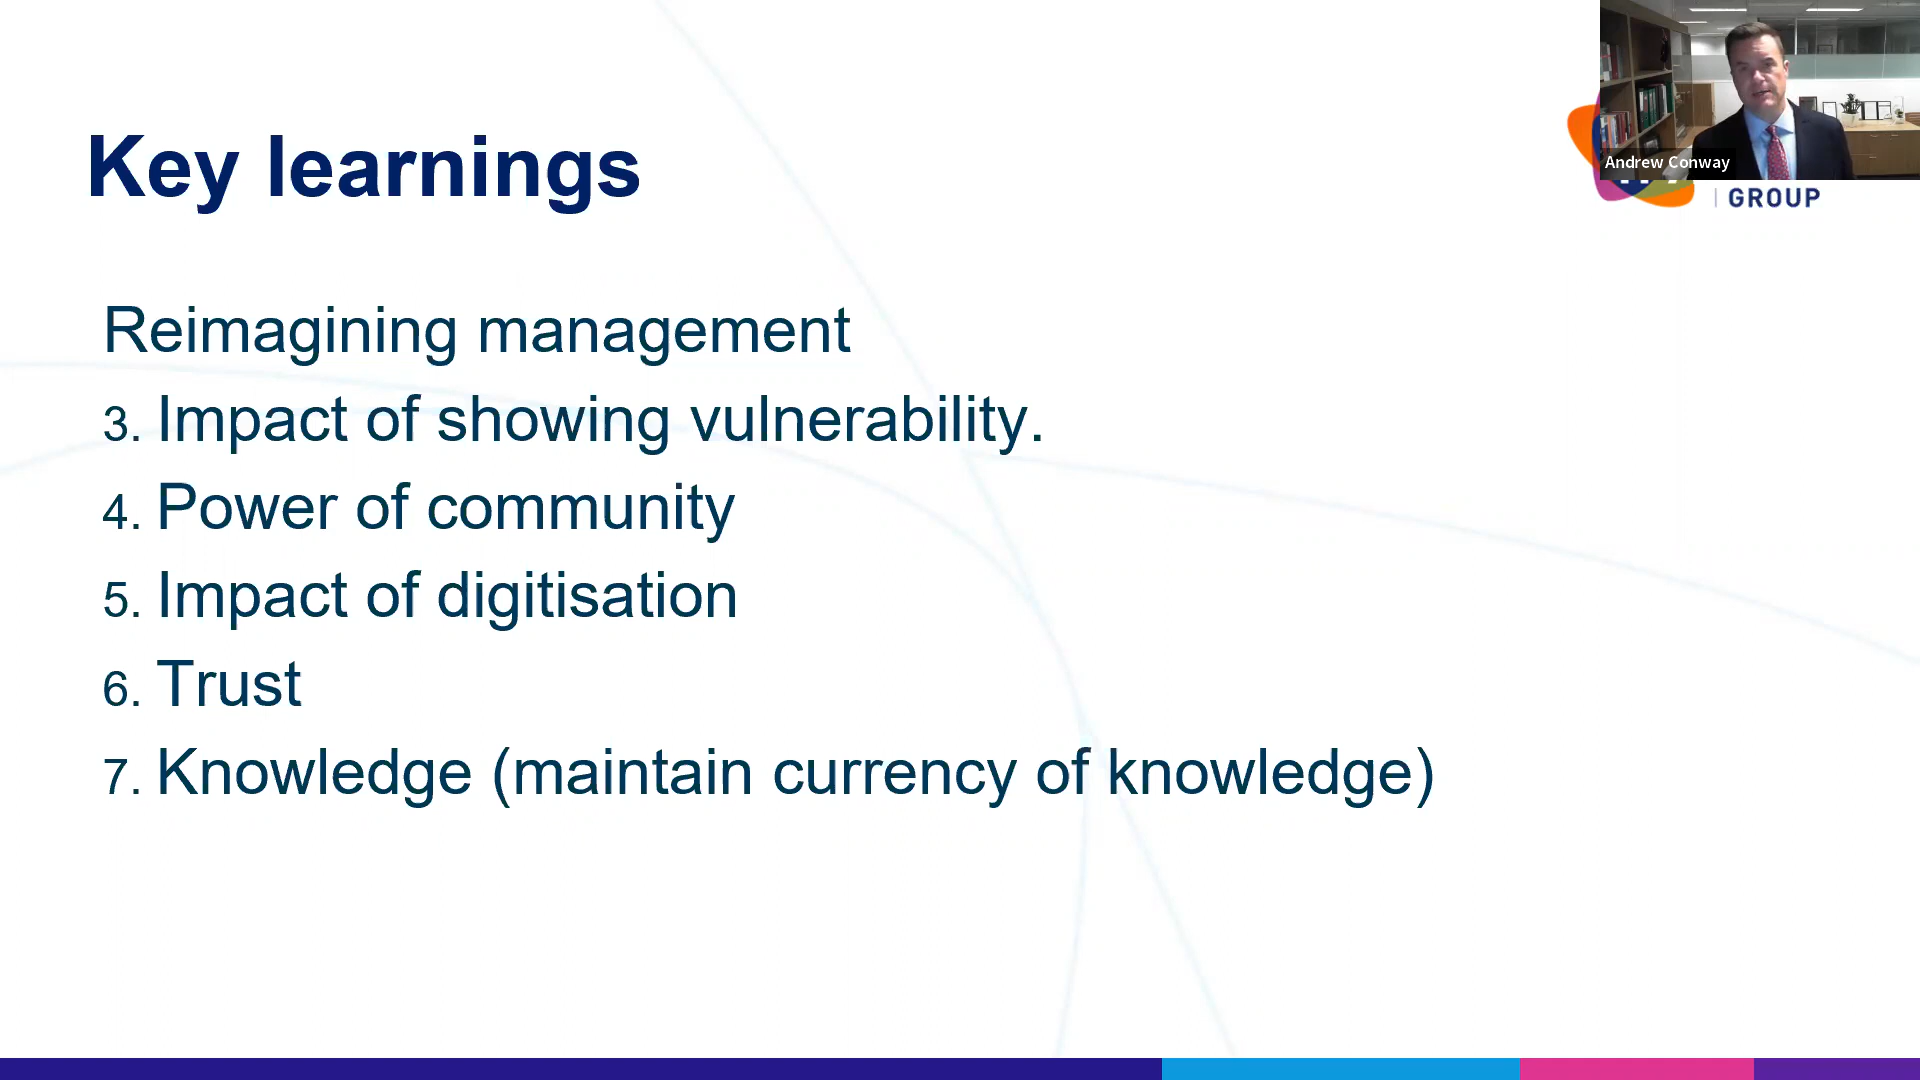 Key learnings
Andrew Conway
GROUP
Reimagining management
3. Impact of showing vulnerability.
4. Power of community
5. Impact of digitisation
6. Trust
7. Knowledge (maintain currency of knowledge)